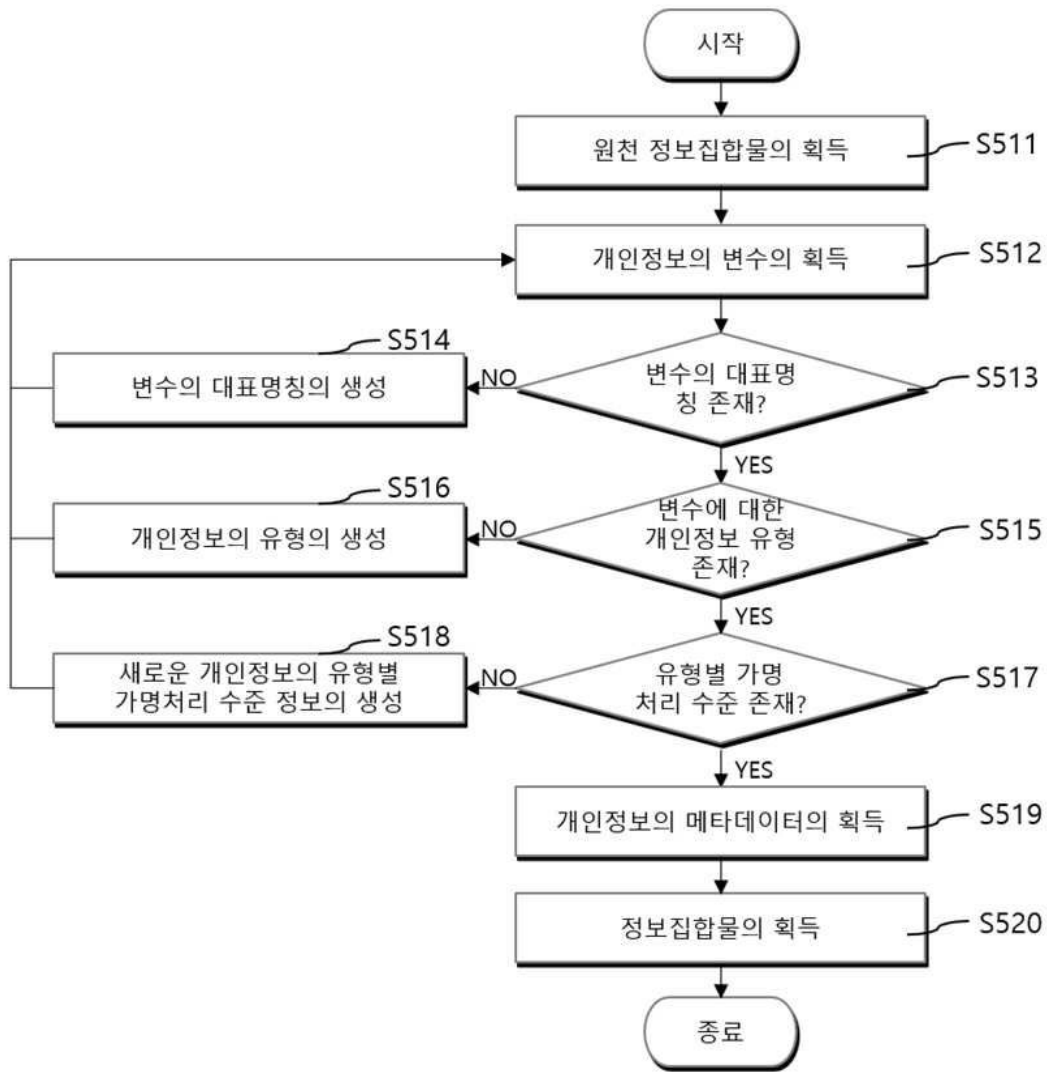 시작
원천 정보집합물의 획득
S511
개인정보의 변수의 획득
S512
S514
변수의 대표명칭의 생성
NO
변수의 대표명
칭 존재?
S513
YES
S516
개인정보의 유형의 생성
NO
변수에 대한
개인정보 유형
존재?
S515
YES
S518
새로운 개인정보의 유형별
가명처리 수준 정보의 생성
NO
유형별 가명
처리 수준 존재?
S517
YES
개인정보의 메타데이터의 획득
S519
정보집합물의 획득
S520
종료